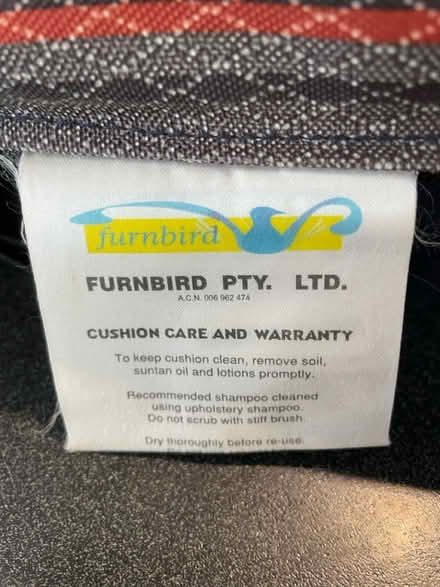 furnbird
FURNBIRD PTY. LTD.
A.C.N. 006 962 474
CUSHION CARE AND WARRANTY
To keep cushion clean, remove soil,
suntan oil and lotions promptly.
Recommended shampoo cleaned
using upholstery shampoo.
Do not scrub with stiff brush.
Dry thoroughly before re-use.